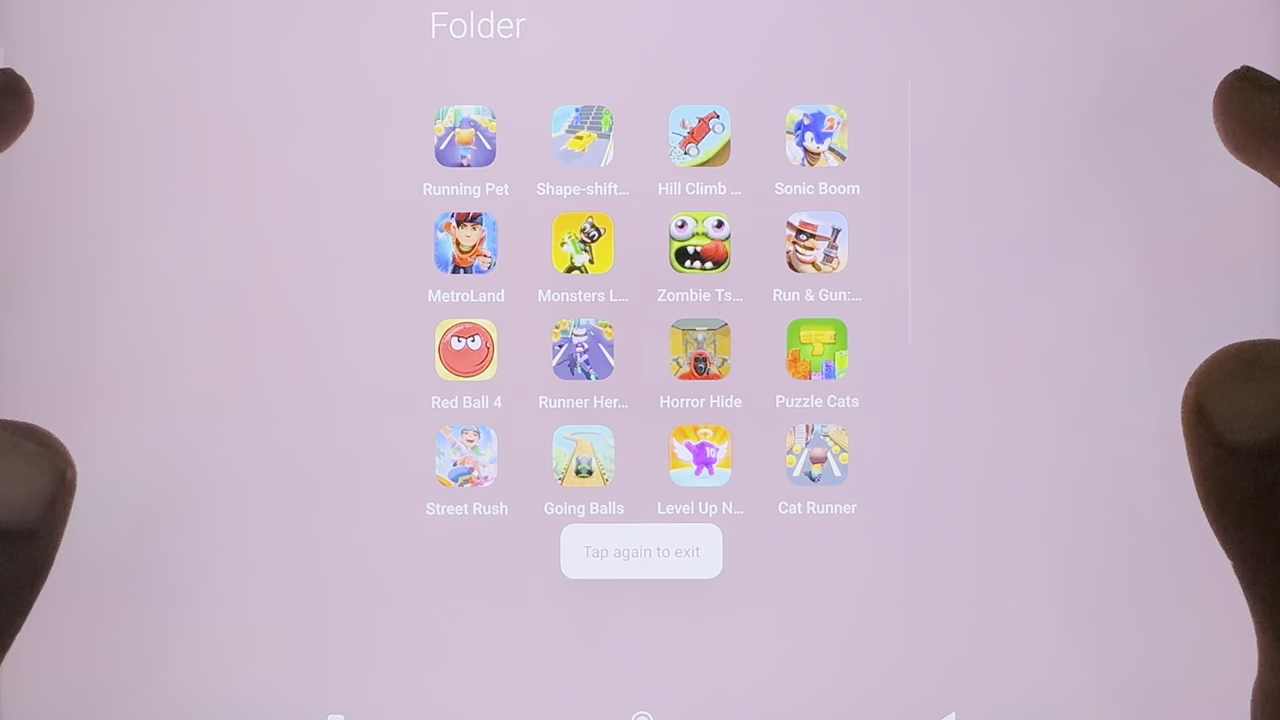 Folder
Running Pet
Shape-shift...
Hill Climb ...
Sonic Boom
MetroLand
Monsters L...
Zombie Ts...
Run & Gun:...
Red Ball 4
Runner Her...
Horror Hide
Puzzle Cats
Street Rush
Going Balls
Level Up N...
Cat Runner
Tap again to exit